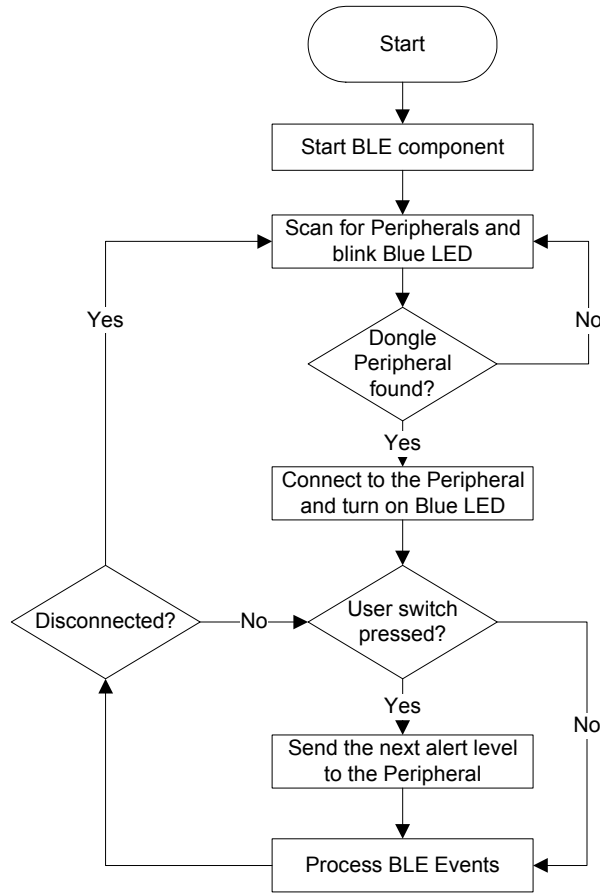 Start
Start BLE component
Scan for Peripherals and
blink Blue LED
Yes
No
Dongle
Peripheral
found?
Yes
Connect to the Peripheral
and turn on Blue LED
Disconnected?
No
User switch
pressed?
Yes
No
Send the next alert level
to the Peripheral
Process BLE Events